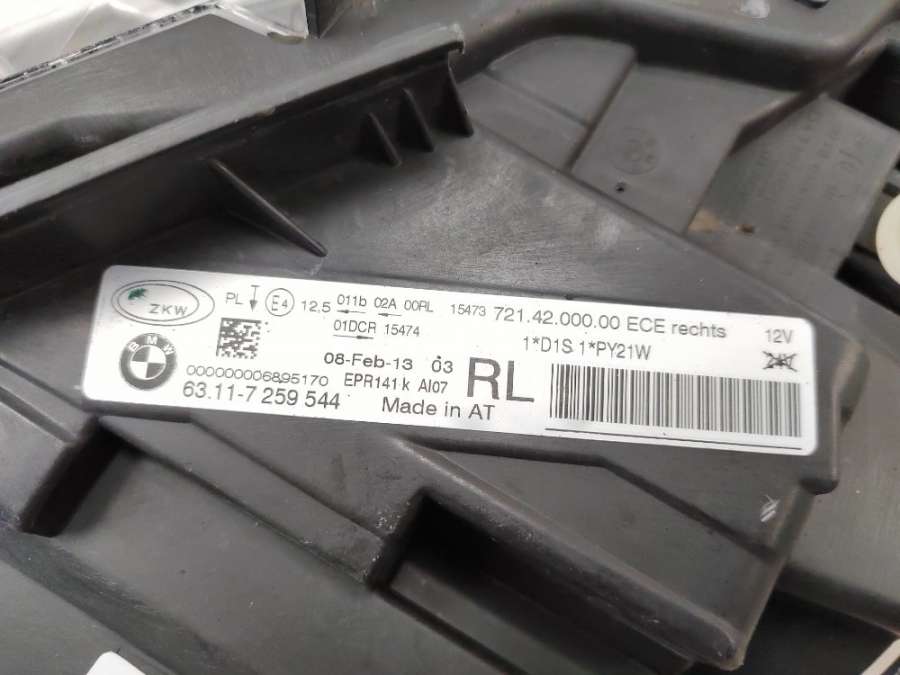 ZKW
PL E4 12,5 011b 02A 00RL 15473 721.42.000.00 ECE rechts 12V
01DCR 15474 1*D1S 1*PY21W
BMW
08-Feb-13 03
000000006895170 EPR141 k AI07 RL
63.11-7 259 544 Made in AT